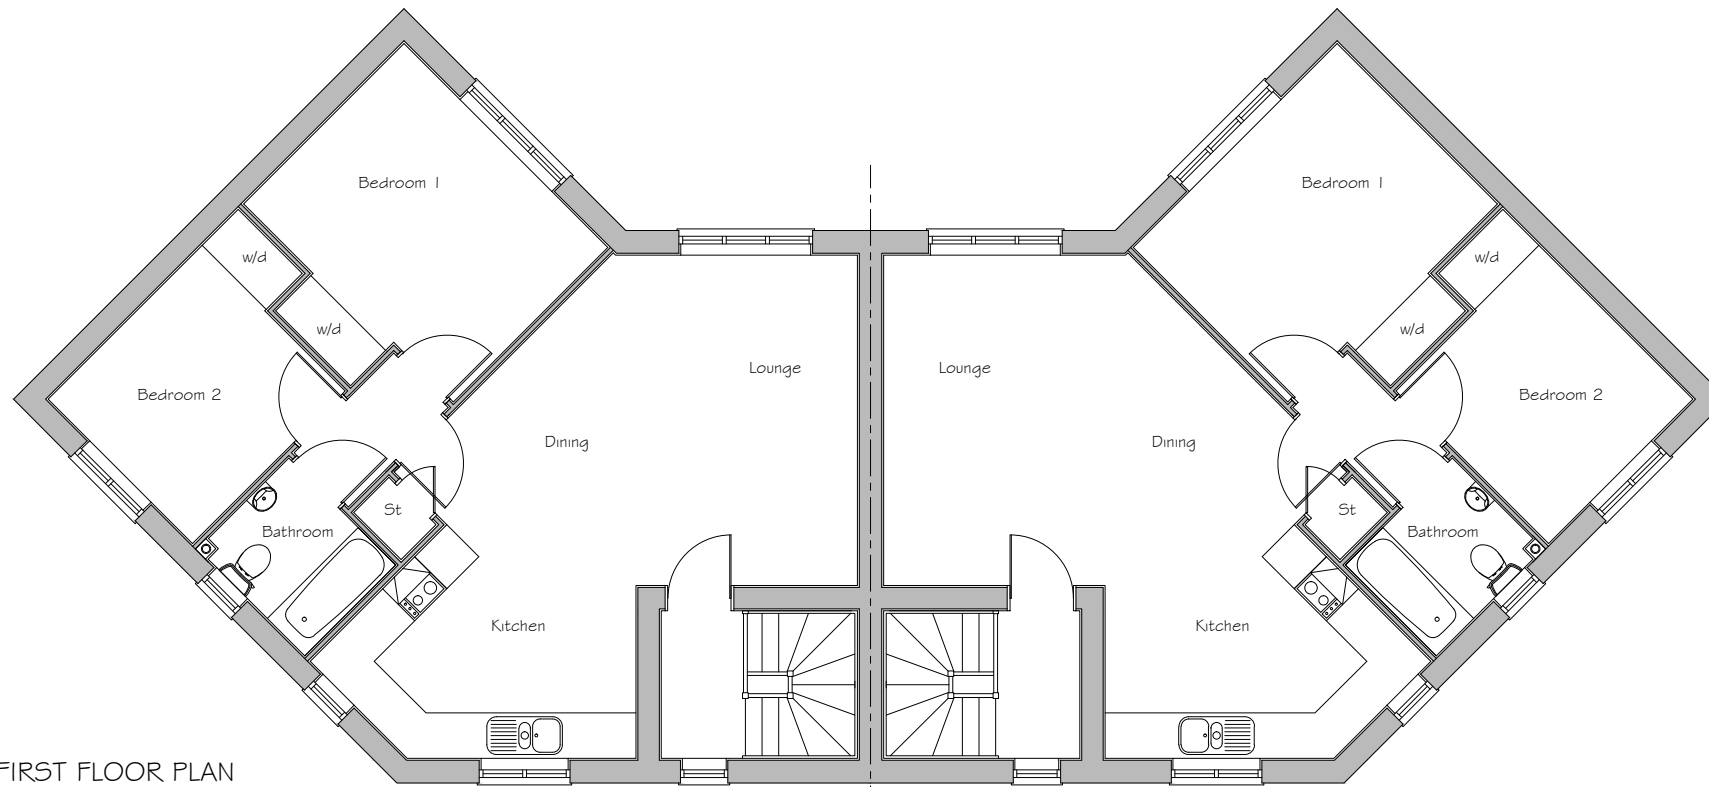 Bedroom 1
Bedroom 1
w/d
w/d
w/d
w/d
Lounge
Lounge
Bedroom 2
Bedroom 2
Dining
Dining
St
St
Bathroom
Bathroom
Kitchen
Kitchen
FIRST FLOOR PLAN